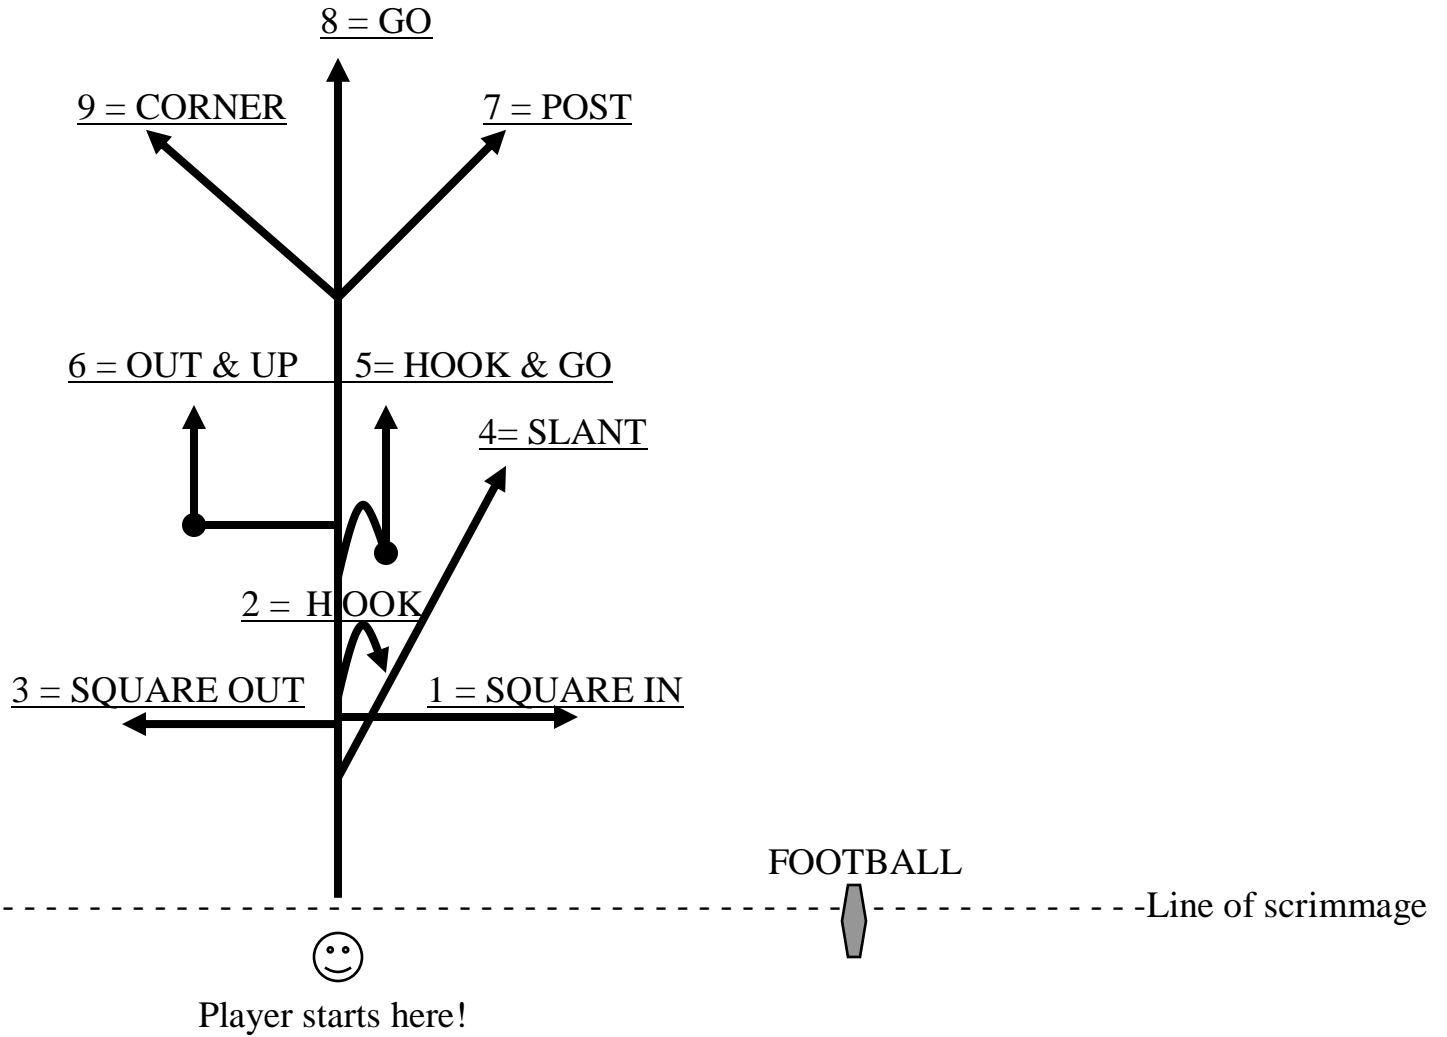 8 = GO
9 = CORNER
7 = POST
6 = OUT & UP
5= HOOK & GO
4= SLANT
2 = HOOK
3 = SQUARE OUT
1 = SQUARE IN
FOOTBALL
Line of scrimmage
Player starts here!